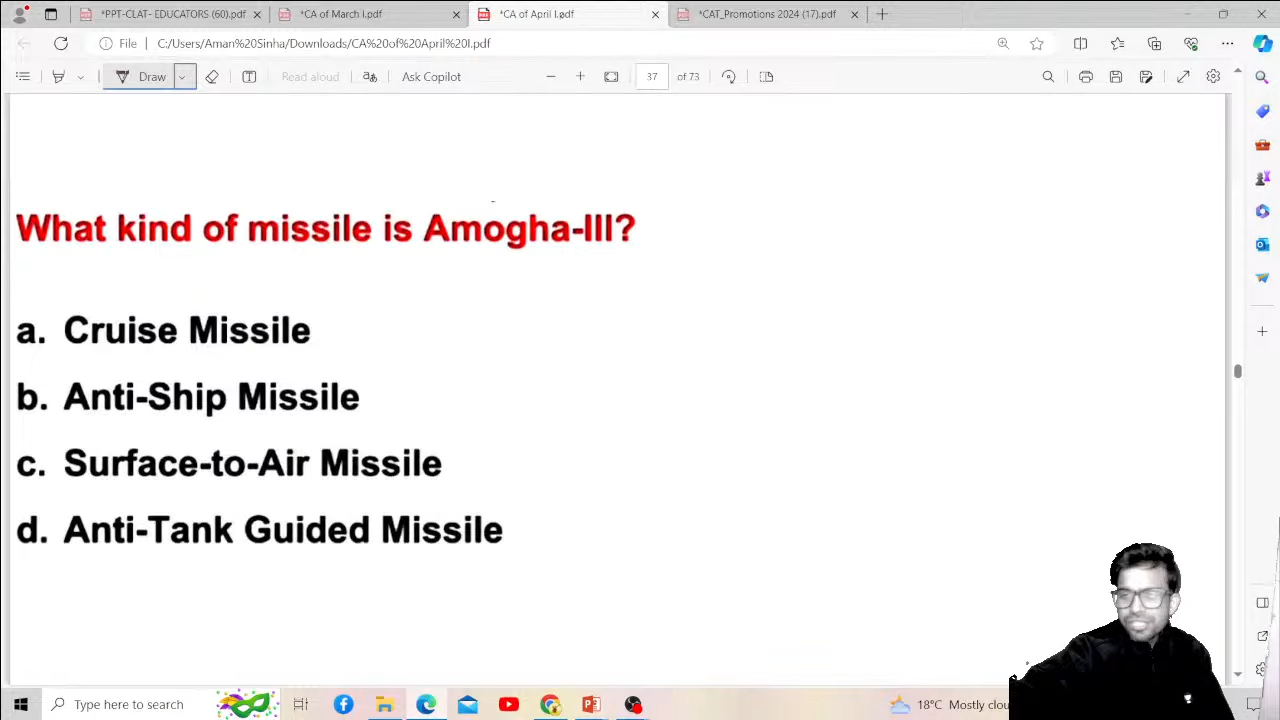 *PPT-CLAT- EDUCATORS (60).pdf
*CA of March I.pdf
*CA of April I.pdf
*CAT_Promotions 2024 (17).pdf
File C:/Users/Aman%20Sinha/Downloads/CA%20of%20April%20I.pdf
Draw Read aloud Ask Copilot 37 of 73
What kind of missile is Amogha-III?
a. Cruise Missile
b. Anti-Ship Missile
c. Surface-to-Air Missile
d. Anti-Tank Guided Missile
Type here to search 18°C Mostly